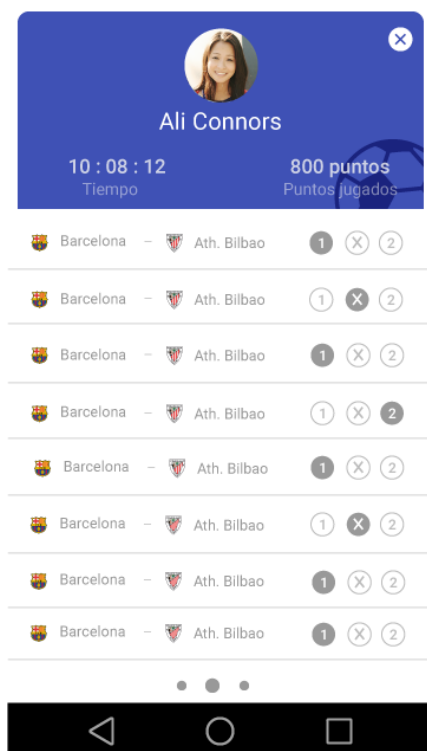 Ali Connors
10 : 08 : 12 800 puntos
Tiempo Puntos jugados
Barcelona – Ath. Bilbao 1 X 2
Barcelona – Ath. Bilbao 1 X 2
Barcelona – Ath. Bilbao 1 X 2
Barcelona – Ath. Bilbao 1 X 2
Barcelona – Ath. Bilbao 1 X 2
Barcelona – Ath. Bilbao 1 X 2
Barcelona – Ath. Bilbao 1 X 2
Barcelona – Ath. Bilbao 1 X 2